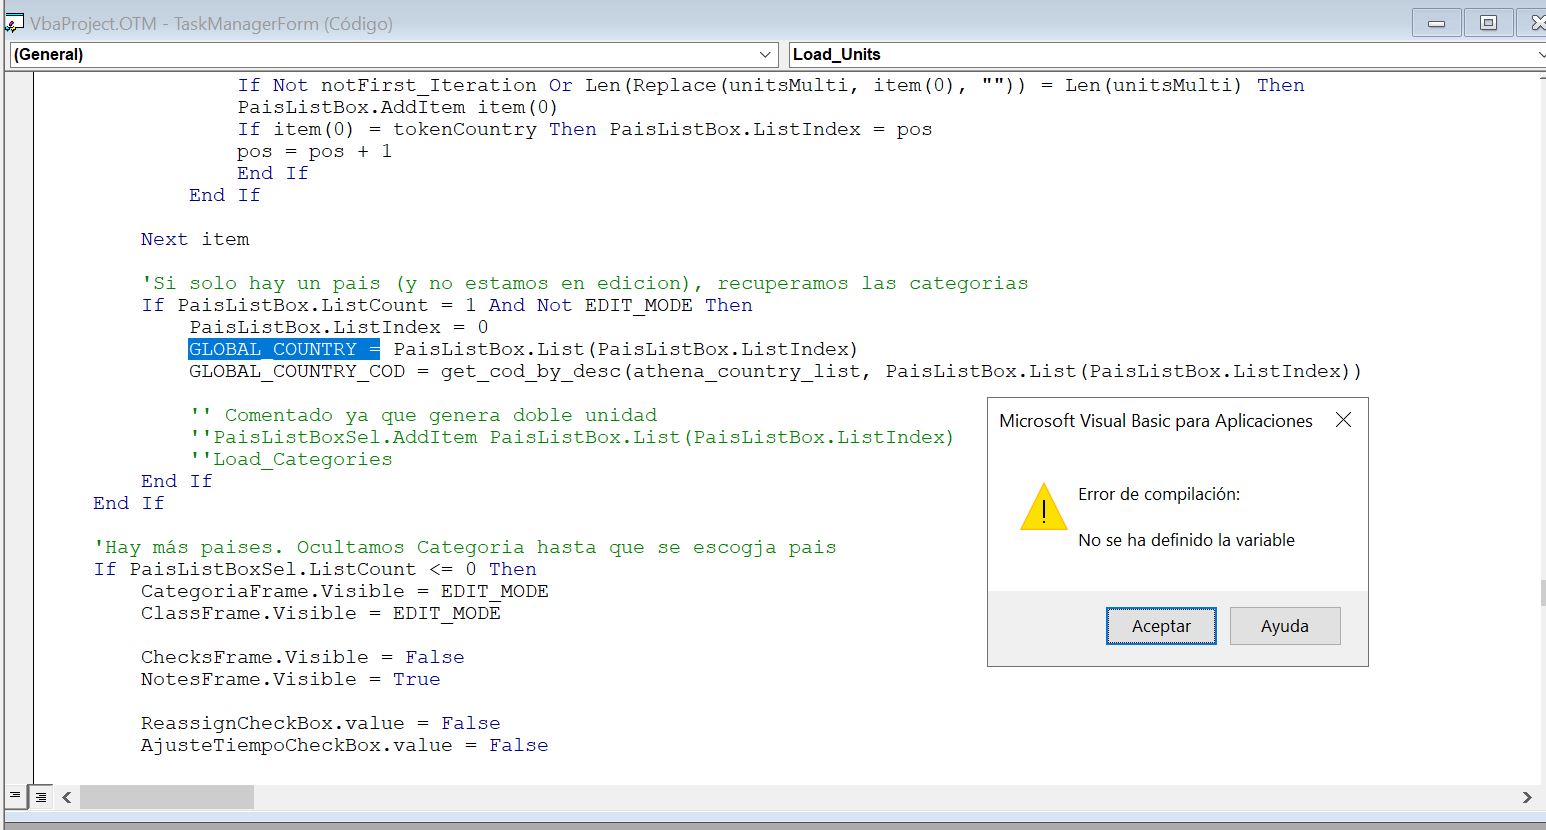 VbaProject.OTM - TaskManagerForm (Código)
(General) Load_Units
If Not notFirst_Iteration Or Len(Replace(unitsMulti, item(0), "")) = Len(unitsMulti) Then
PaisListBox.AddItem item(0)
If item(0) = tokenCountry Then PaisListBox.ListIndex = pos
pos = pos + 1
End If
End If
Next item
'Si solo hay un pais (y no estamos en edicion), recuperamos las categorias
If PaisListBox.ListCount = 1 And Not EDIT_MODE Then
PaisListBox.ListIndex = 0
GLOBAL_COUNTRY = PaisListBox.List(PaisListBox.ListIndex)
GLOBAL_COUNTRY_COD = get_cod_by_desc(athena_country_list, PaisListBox.List(PaisListBox.ListIndex))
'' Comentado ya que genera doble unidad
''PaisListBoxSel.AddItem PaisListBox.List(PaisListBox.ListIndex)
''Load_Categories
End If
End If
'Hay más paises. Ocultamos Categoria hasta que se escogja pais
If PaisListBoxSel.ListCount <= 0 Then
CategoriaFrame.Visible = EDIT_MODE
ClassFrame.Visible = EDIT_MODE
ChecksFrame.Visible = False
NotesFrame.Visible = True
ReassignCheckBox.value = False
AjusteTiempoCheckBox.value = False
Microsoft Visual Basic para Aplicaciones
Error de compilación:
No se ha definido la variable
Aceptar Ayuda